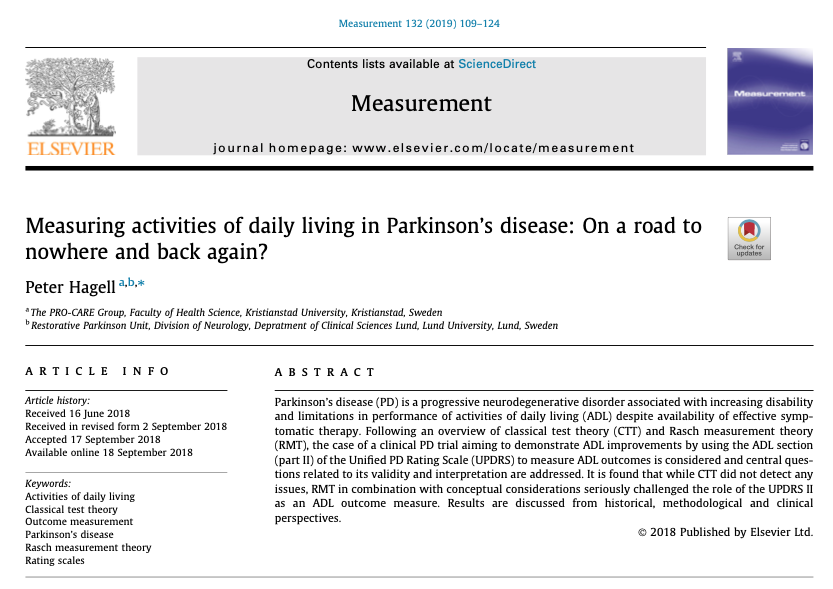 Measurement 132 (2019) 109–124
Contents lists available at ScienceDirect
Measurement
journal homepage: www.elsevier.com/locate/measurement
ELSEVIER
Measurement
Measuring activities of daily living in Parkinson's disease: On a road to
nowhere and back again?
Check for
updates
Peter Hagell a,b,*
a The PRO-CARE Group, Faculty of Health Science, Kristianstad University, Kristianstad, Sweden
b Restorative Parkinson Unit, Division of Neurology, Depratment of Clinical Sciences Lund, Lund University, Lund, Sweden
ARTICLE INFO
Article history:
Received 16 June 2018
Received in revised form 2 September 2018
Accepted 17 September 2018
Available online 18 September 2018
Keywords:
Activities of daily living
Classical test theory
Outcome measurement
Parkinson's disease
Rasch measurement theory
Rating scales
ABSTRACT
Parkinson's disease (PD) is a progressive neurodegenerative disorder associated with increasing disability
and limitations in performance of activities of daily living (ADL) despite availability of effective symp-
tomatic therapy. Following an overview of classical test theory (CTT) and Rasch measurement theory
(RMT), the case of a clinical PD trial aiming to demonstrate ADL improvements by using the ADL section
(part II) of the Unified PD Rating Scale (UPDRS) to measure ADL outcomes is considered and central ques-
tions related to its validity and interpretation are addressed. It is found that while CTT did not detect any
issues, RMT in combination with conceptual considerations seriously challenged the role of the UPDRS II
as an ADL outcome measure. Results are discussed from historical, methodological and clinical
perspectives.
© 2018 Published by Elsevier Ltd.